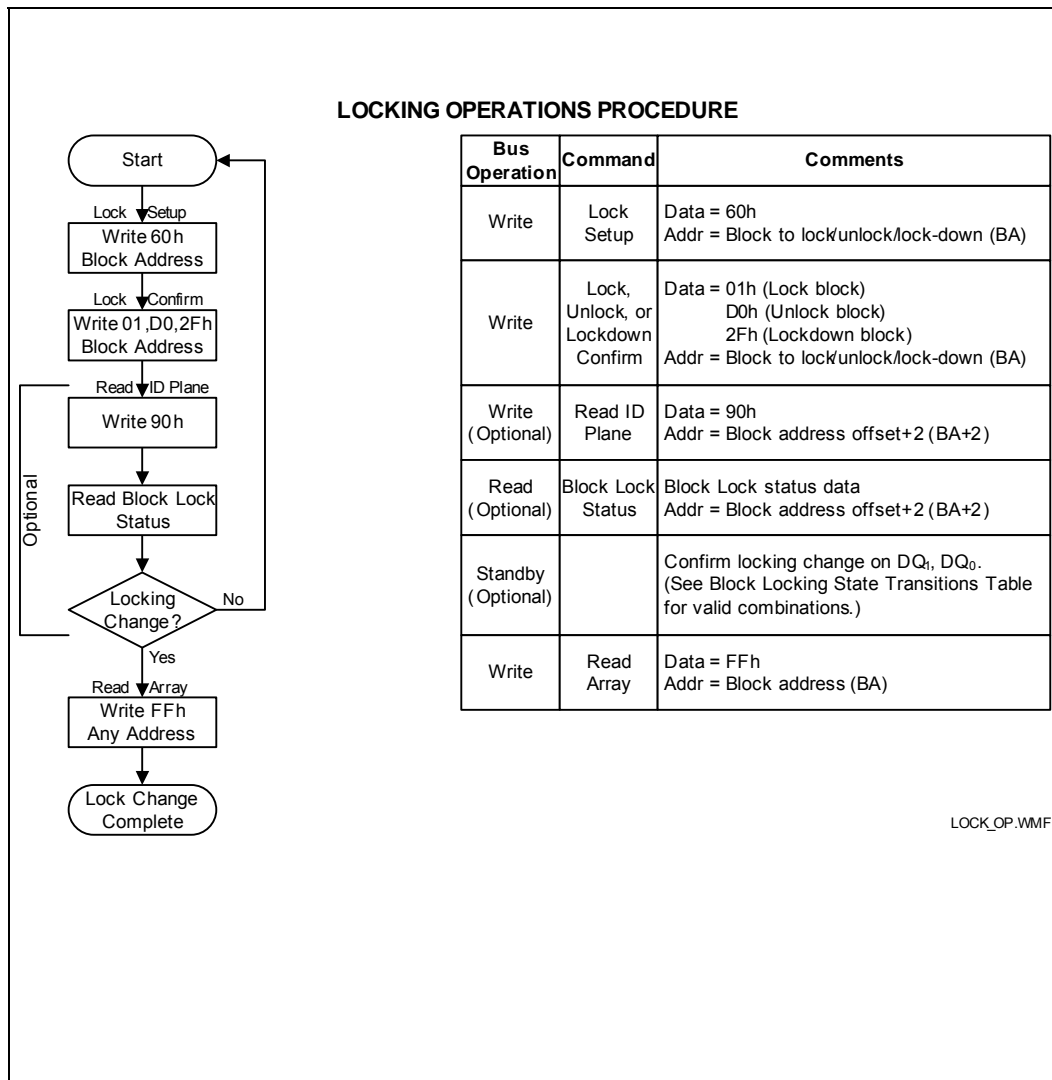 LOCKING OPERATIONS PROCEDURE
Start
Lock Setup
Write 60h
Block Address
Lock Confirm
Write 01,D0,2Fh
Block Address
Read ID Plane
Write 90h
Optional
Read Block Lock
Status
Locking
Change?
No
Yes
Read Array
Write FFh
Any Address
Lock Change
Complete
Bus
Operation
Command
Comments
Write
Lock
Setup
Data = 60h
Addr = Block to lock/unlock/lock-down (BA)
Write
Lock,
Unlock, or
Lockdown
Confirm
Data = 01h (Lock block)
D0h (Unlock block)
2Fh (Lockdown block)
Addr = Block to lock/unlock/lock-down (BA)
Write
(Optional)
Read ID
Plane
Data = 90h
Addr = Block address offset+2 (BA+2)
Read
(Optional)
Block Lock
Status
Block Lock status data
Addr = Block address offset+2 (BA+2)
Standby
(Optional)
Confirm locking change on DQ₁, DQ₀.
(See Block Locking State Transitions Table
for valid combinations.)
Write
Read
Array
Data = FFh
Addr = Block address (BA)
LOCK_OP.WMF